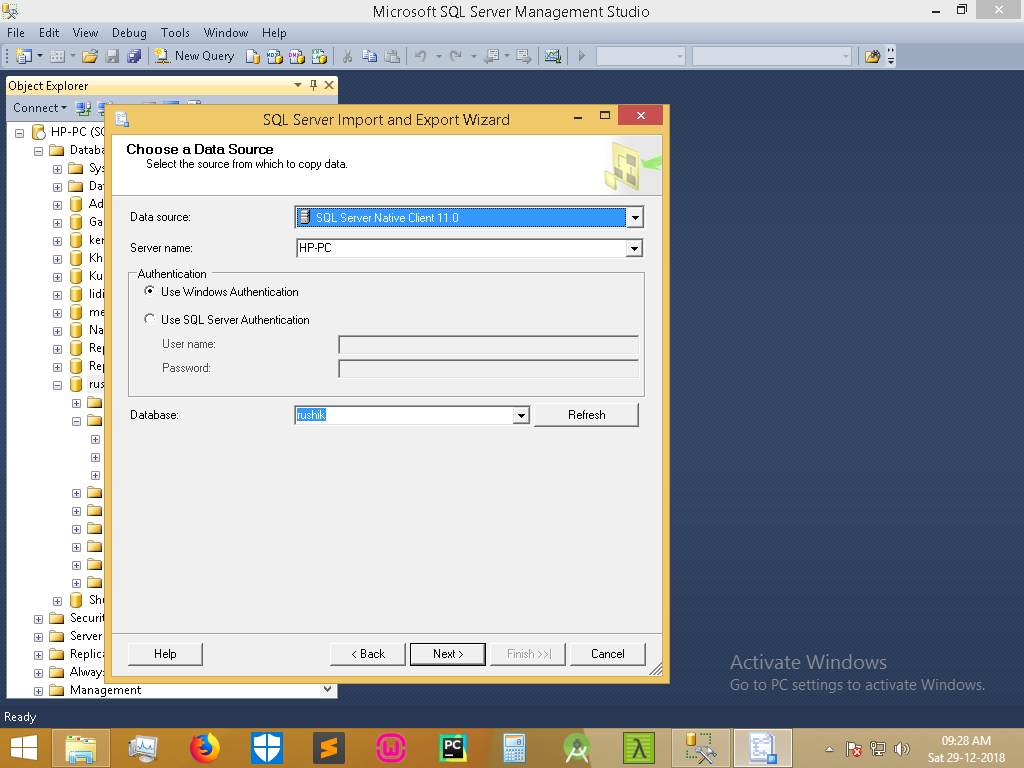 Microsoft SQL Server Management Studio
File Edit View Debug Tools Window Help
New Query
Object Explorer
Connect
SQL Server Import and Export Wizard
Choose a Data Source
Select the source from which to copy data.
Data source: SQL Server Native Client 11.0
Server name: HP-PC
Authentication
Use Windows Authentication
Use SQL Server Authentication
User name:
Password:
Database: rushik Refresh
Help < Back Next > Finish >>| Cancel
HP-PC (SQ
Databa
Sys
Da
Ad
Ga
ker
Kh
Ku
lidi
me
Na
Rep
Rep
rus
Sh
Securit
Server
Replica
Always
Management
Activate Windows
Go to PC settings to activate Windows.
Ready
PC
09:28 AM
Sat 29-12-2018